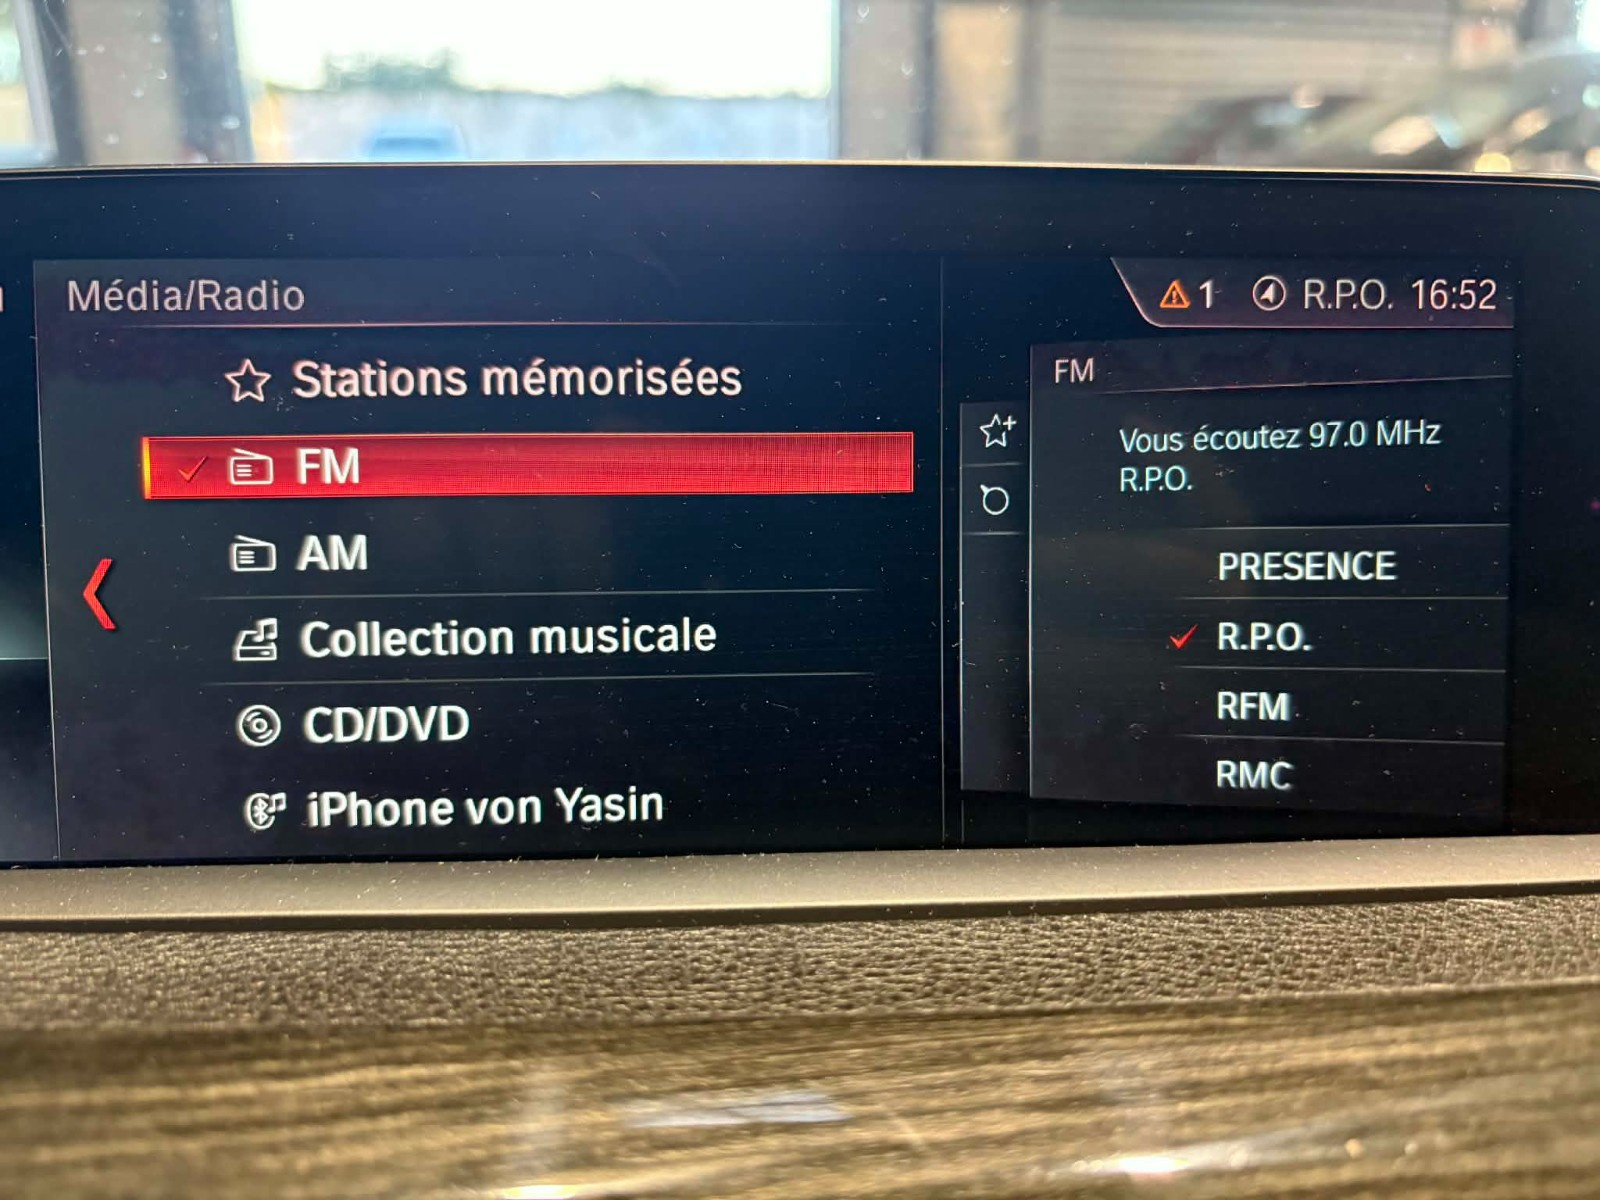 Média/Radio
1 R.P.O. 16:52
Stations mémorisées
FM
AM
Collection musicale
CD/DVD
iPhone von Yasin
FM
Vous écoutez 97.0 MHz
R.P.O.
PRESENCE
R.P.O.
RFM
RMC